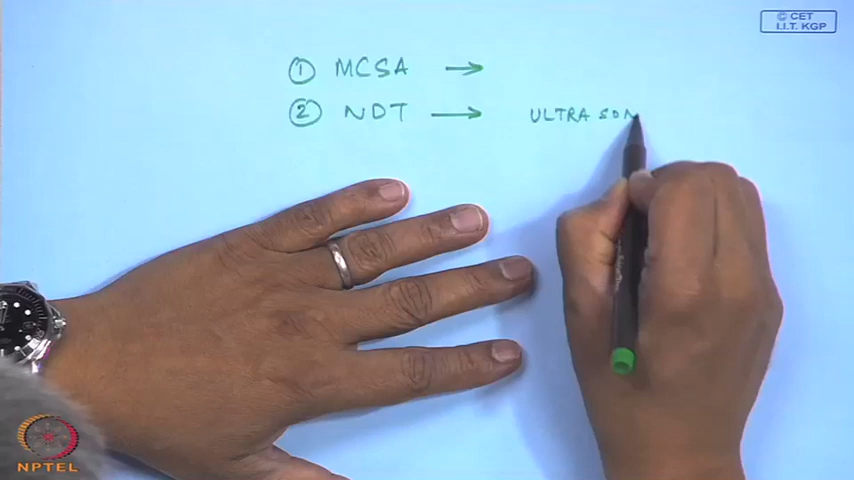 © CET
I.I.T. KGP
① MCSA →
② NDT → ULTRA SON
NPTEL